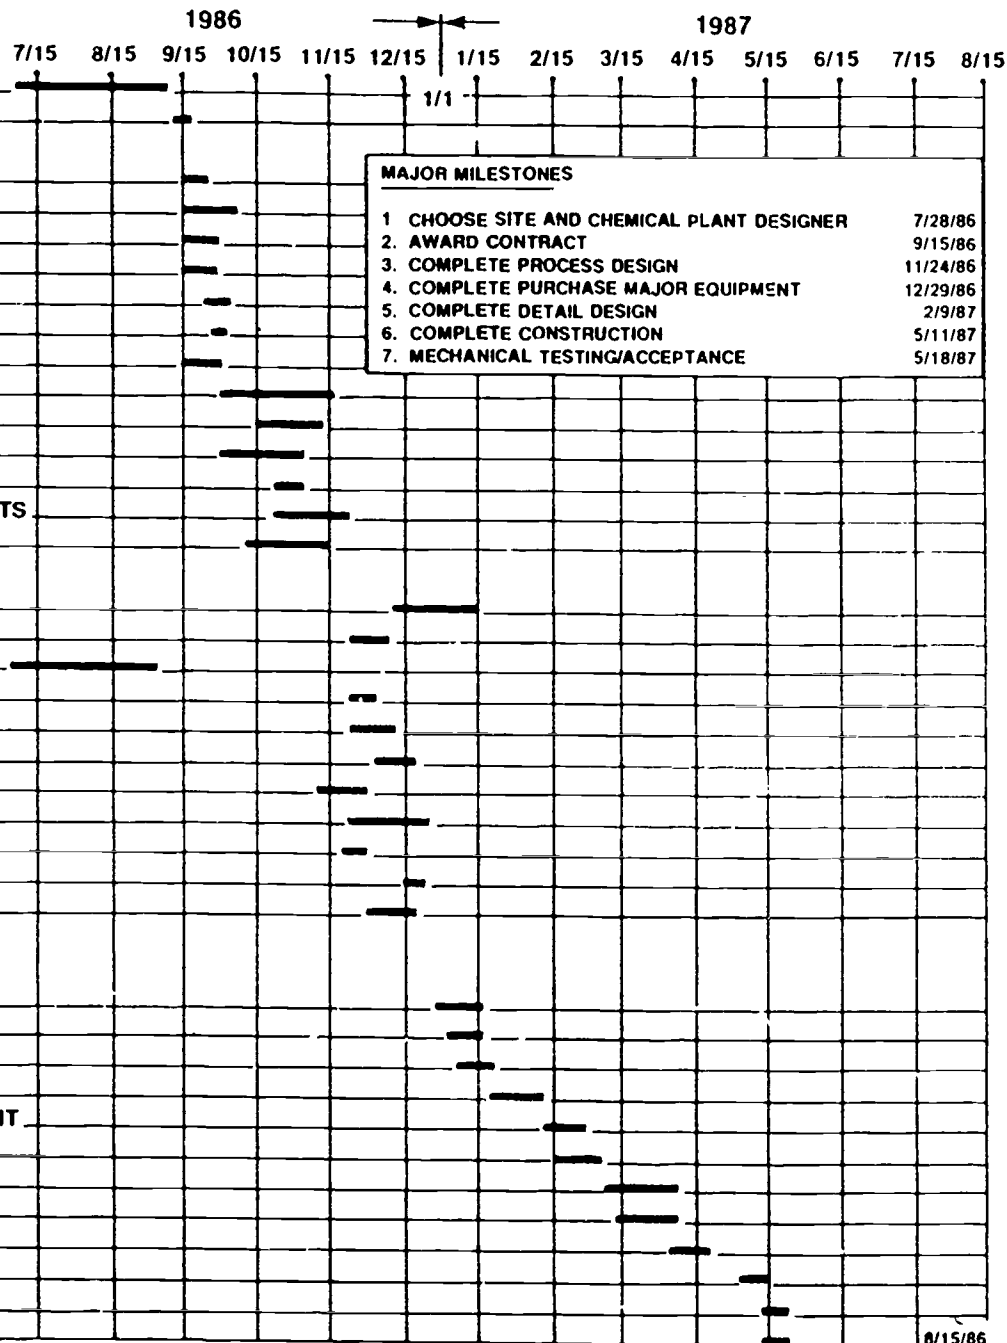 1986 1987
7/15 8/15 9/15 10/15 11/15 12/15 1/15 2/15 3/15 4/15 5/15 6/15 7/15 8/15
1/1
MAJOR MILESTONES
1 CHOOSE SITE AND CHEMICAL PLANT DESIGNER 7/28/86
2. AWARD CONTRACT 9/15/86
3. COMPLETE PROCESS DESIGN 11/24/86
4. COMPLETE PURCHASE MAJOR EQUIPMENT 12/29/86
5. COMPLETE DETAIL DESIGN 2/9/87
6. COMPLETE CONSTRUCTION 5/11/87
7. MECHANICAL TESTING/ACCEPTANCE 5/18/87
TS
IT
8/15/86